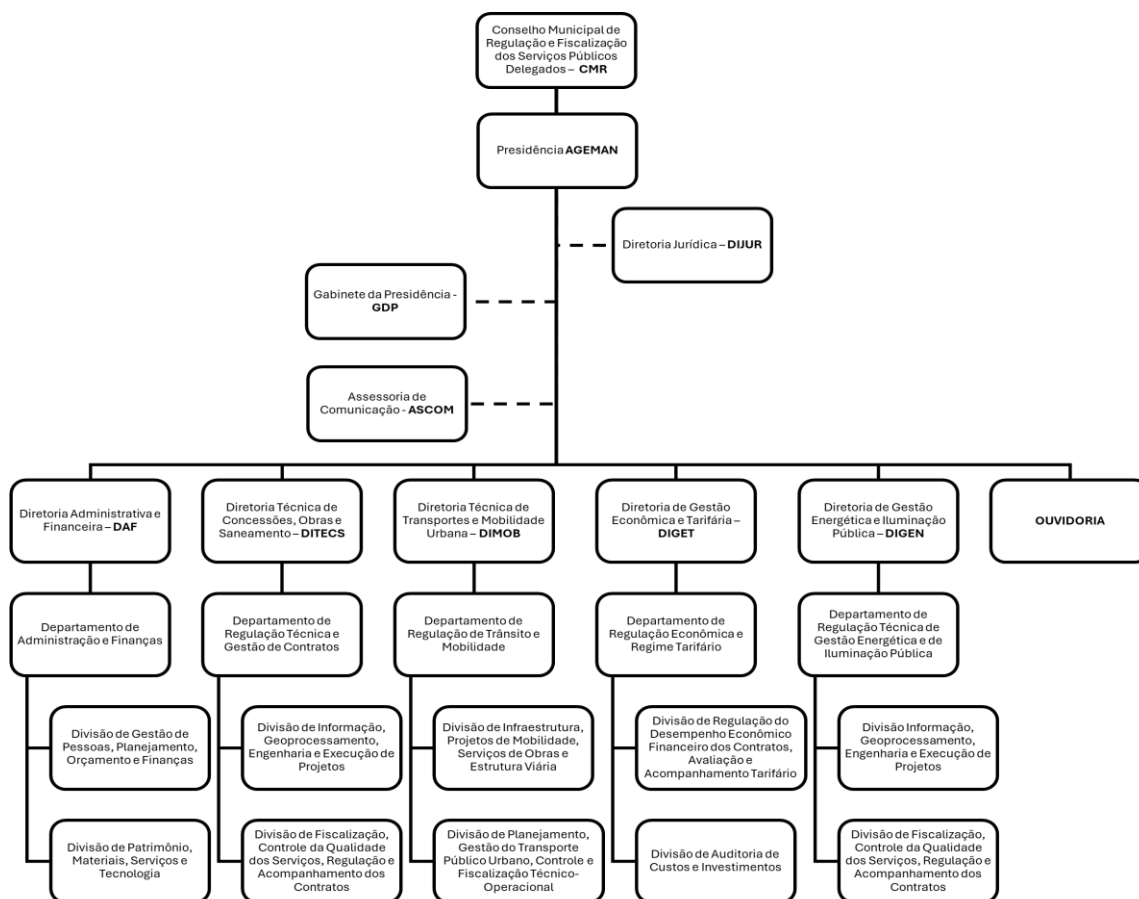 Conselho Municipal de
Regulação e Fiscalização
dos Serviços Públicos
Delegados – CMR
Presidência AGEMAN
Diretoria Jurídica – DIJUR
Gabinete da Presidência -
GDP
Assessoria de
Comunicação - ASCOM
Diretoria Administrativa e
Financeira – DAF
Diretoria Técnica de
Concessões, Obras e
Saneamento – DITECS
Diretoria Técnica de
Transportes e Mobilidade
Urbana – DIMOB
Diretoria de Gestão
Econômica e Tarifária –
DIGET
Diretoria de Gestão
Energética e Iluminação
Pública – DIGEN
OUVIDORIA
Departamento de
Administração e Finanças
Departamento de
Regulação Técnica e
Gestão de Contratos
Departamento de
Regulação de Trânsito e
Mobilidade
Departamento de
Regulação Econômica e
Regime Tarifário
Departamento de
Regulação Técnica de
Gestão Energética e de
Iluminação Pública
Divisão de Gestão de
Pessoas, Planejamento,
Orçamento e Finanças
Divisão de Informação,
Geoprocessamento,
Engenharia e Execução de
Projetos
Divisão de Infraestrutura,
Projetos de Mobilidade,
Serviços de Obras e
Estrutura Viária
Divisão de Regulação do
Desempenho Econômico
Financeiro dos Contratos,
Avaliação e
Acompanhamento Tarifário
Divisão Informação,
Geoprocessamento,
Engenharia e Execução de
Projetos
Divisão de Patrimônio,
Materiais, Serviços e
Tecnologia
Divisão de Fiscalização,
Controle da Qualidade
dos Serviços, Regulação e
Acompanhamento dos
Contratos
Divisão de Planejamento,
Gestão do Transporte
Público Urbano, Controle e
Fiscalização Técnico-
Operacional
Divisão de Auditoria de
Custos e Investimentos
Divisão de Fiscalização,
Controle da Qualidade
dos Serviços, Regulação e
Acompanhamento dos
Contratos